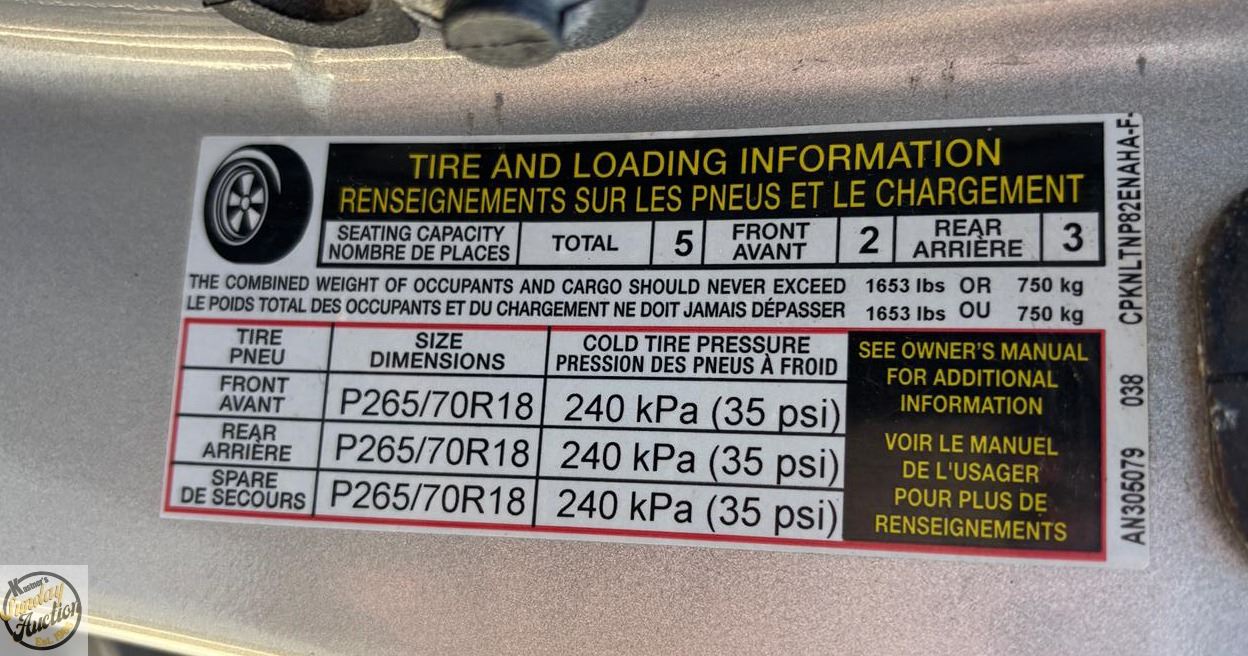 TIRE AND LOADING INFORMATION
RENSEIGNEMENTS SUR LES PNEUS ET LE CHARGEMENT
SEATING CAPACITY
NOMBRE DE PLACES
TOTAL 5
FRONT
AVANT
2
REAR
ARRIÈRE
3
THE COMBINED WEIGHT OF OCCUPANTS AND CARGO SHOULD NEVER EXCEED 1653 lbs OR 750 kg
LE POIDS TOTAL DES OCCUPANTS ET DU CHARGEMENT NE DOIT JAMAIS DÉPASSER 1653 lbs OU 750 kg
TIRE
PNEU
SIZE
DIMENSIONS
COLD TIRE PRESSURE
PRESSION DES PNEUS À FROID
FRONT
AVANT
P265/70R18 240 kPa (35 psi)
REAR
ARRIÈRE
P265/70R18 240 kPa (35 psi)
SPARE
DE SECOURS
P265/70R18 240 kPa (35 psi)
SEE OWNER'S MANUAL
FOR ADDITIONAL
INFORMATION
VOIR LE MANUEL
DE L'USAGER
POUR PLUS DE
RENSEIGNEMENTS
AN305079 038 CPKNLTNP82ENAHA-F-
Kastner's
Sunday
Auction